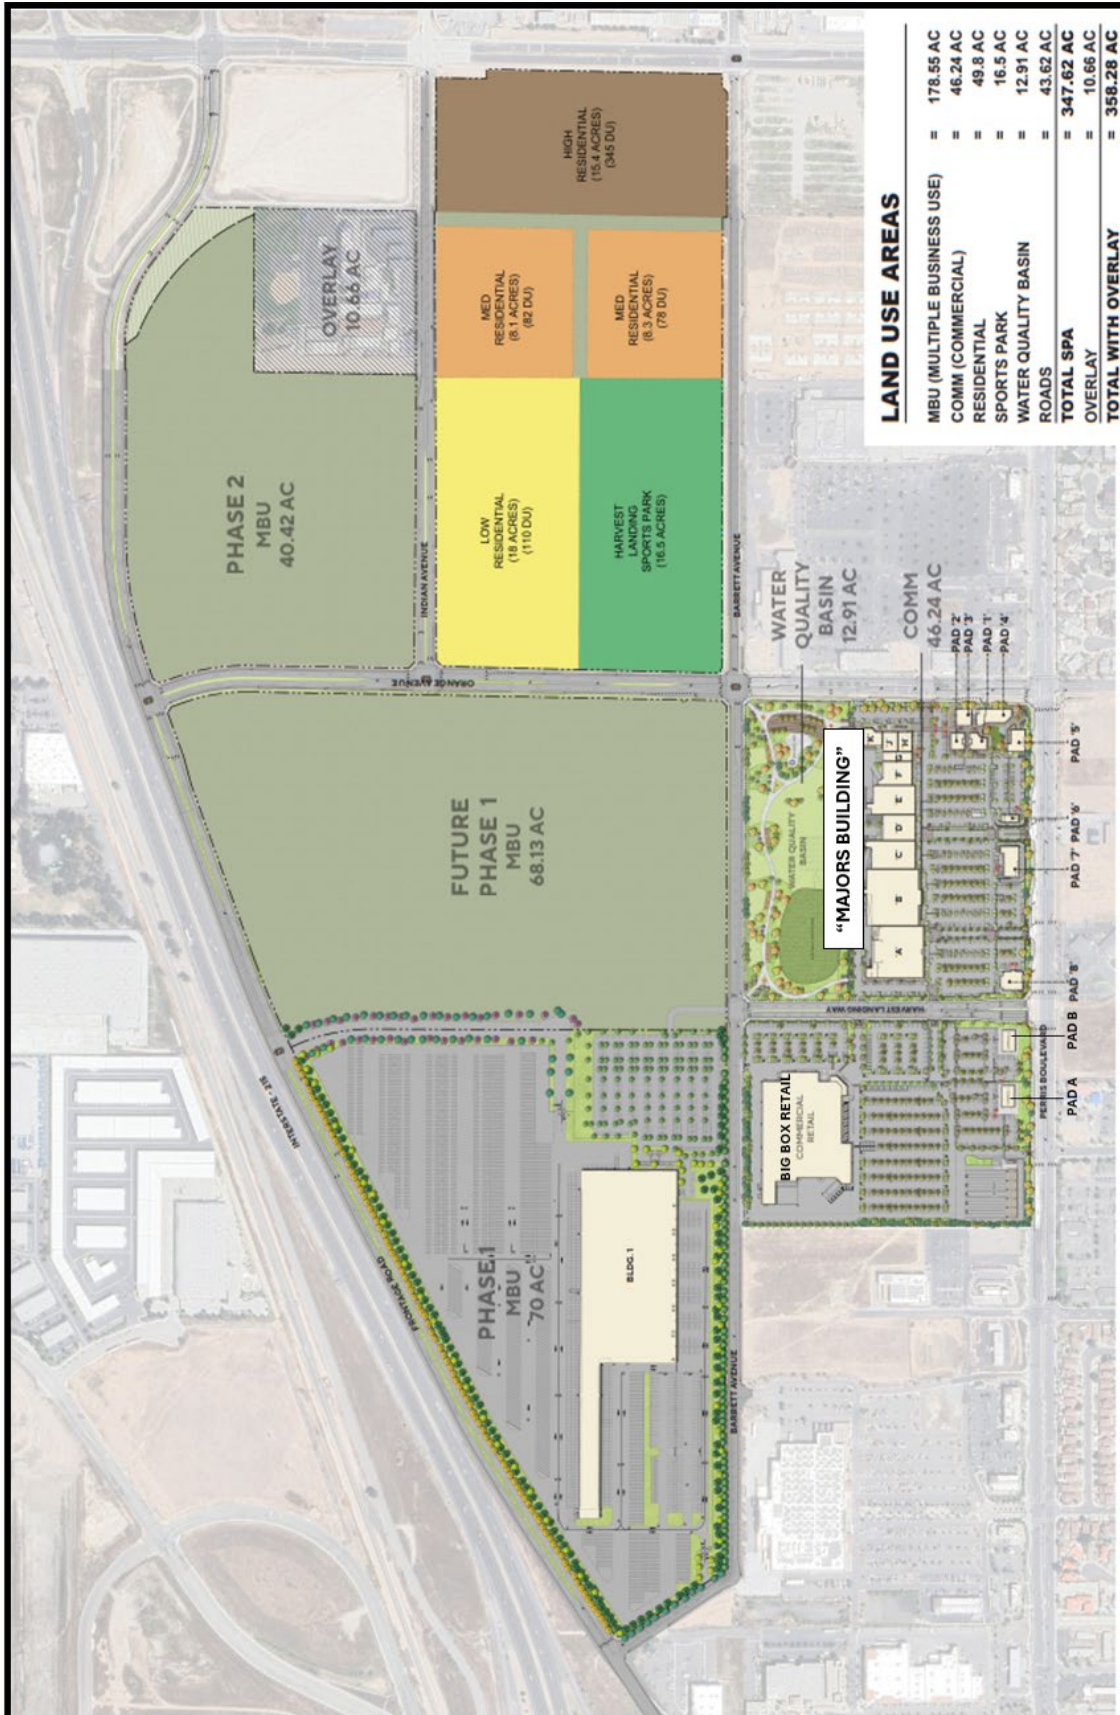 LAND USE AREAS
MBU (MULTIPLE BUSINESS USE) = 178.55 AC
COMM (COMMERCIAL) = 46.24 AC
RESIDENTIAL = 49.8 AC
SPORTS PARK = 16.5 AC
WATER QUALITY BASIN = 12.91 AC
ROADS = 43.62 AC
TOTAL SPA = 347.62 AC
OVERLAY = 10.66 AC
TOTAL WITH OVERLAY = 358.28 AC
HIGH
RESIDENTIAL
(15.4 ACRES)
(345 DU)
OVERLAY
10.66 AC
MED
RESIDENTIAL
(8.1 ACRES)
(82 DU)
MED
RESIDENTIAL
(8.3 ACRES)
(78 DU)
PHASE 2
MBU
40.42 AC
INDIAN AVENUE
LOW
RESIDENTIAL
(18 ACRES)
(110 DU)
HARVEST
LANDING
SPORTS PARK
(16.5 ACRES)
BARRETT AVENUE
ORANGE AVENUE
WATER
QUALITY
BASIN
12.91 AC
COMM
46.24 AC
PAD '2'
PAD '3'
PAD '1'
PAD '4'
PAD '5'
PAD '6'
PAD '7'
PAD '8'
FUTURE
PHASE 1
MBU
68.13 AC
WATER QUALITY
BASIN
"MAJORS BUILDING"
'A'
'B'
'C'
'D'
'E'
'F'
G
H
J
K
HARVEST LANDING WAY
PAD B
PAD A
PERRIS BOULEVARD
BIG BOX RETAIL
COMMERCIAL
RETAIL
INTERSTATE - 215
FRONTAGE ROAD
PHASE 1
MBU
70 AC
BLDG. 1
BARRETT AVENUE